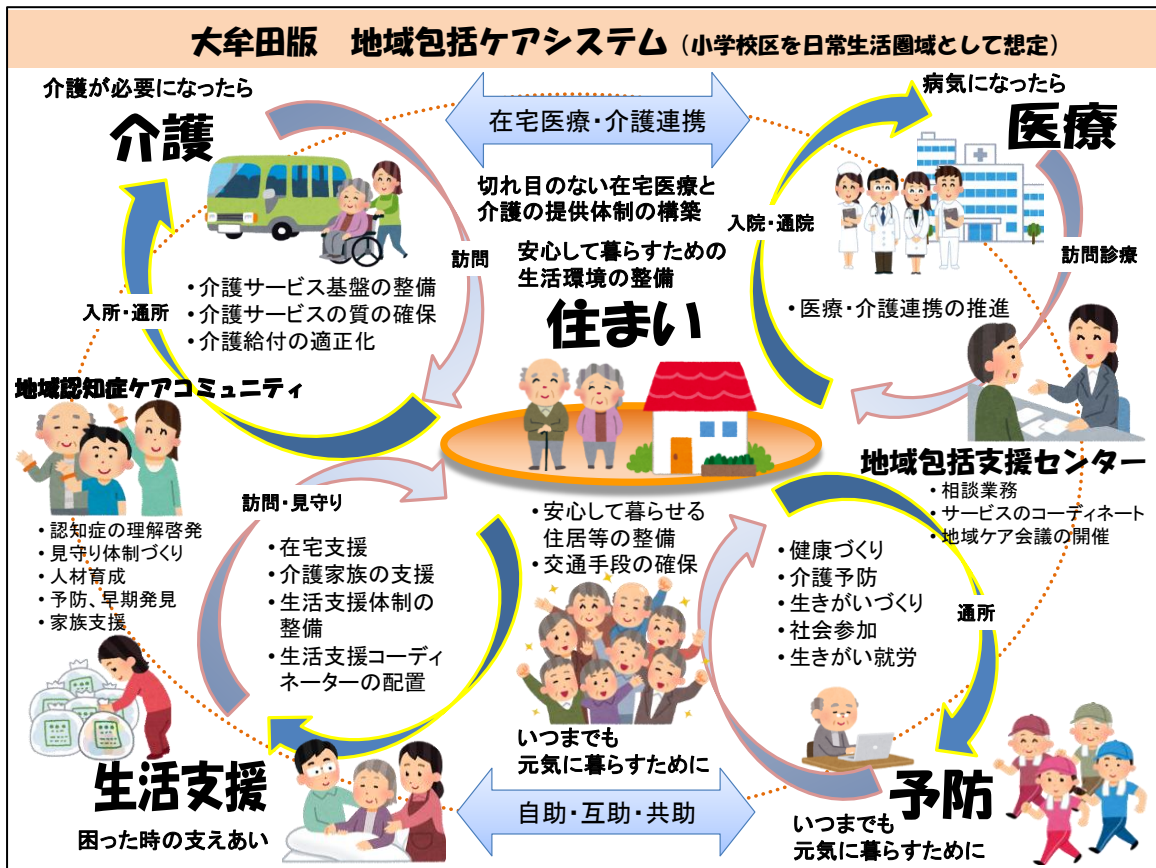 大牟田版 地域包括ケアシステム(小学校区を日常生活圏域として想定)
介護が必要になったら
介護
在宅医療・介護連携
病気になったら
医療
切れ目のない在宅医療と
介護の提供体制の構築
訪問
入所・通所
・介護サービス基盤の整備
・介護サービスの質の確保
・介護給付の適正化
安心して暮らすための
生活環境の整備
住まい
入院・通院
訪問診療
・医療・介護連携の推進
地域認知症ケアコミュニティ
・認知症の理解啓発
・見守り体制づくり
・人材育成
・予防、早期発見
・家族支援
訪問・見守り
・在宅支援
・介護家族の支援
・生活支援体制の
整備
・生活支援コーディ
ネーターの配置
・安心して暮らせる
住居等の整備
・交通手段の確保
地域包括支援センター
・相談業務
・サービスのコーディネート
・地域ケア会議の開催
・健康づくり
・介護予防
・生きがいづくり
・社会参加
・生きがい就労
通所
いつまでも
元気に暮らすために
生活支援
困った時の支えあい
自助・互助・共助
予防
いつまでも
元気に暮らすために